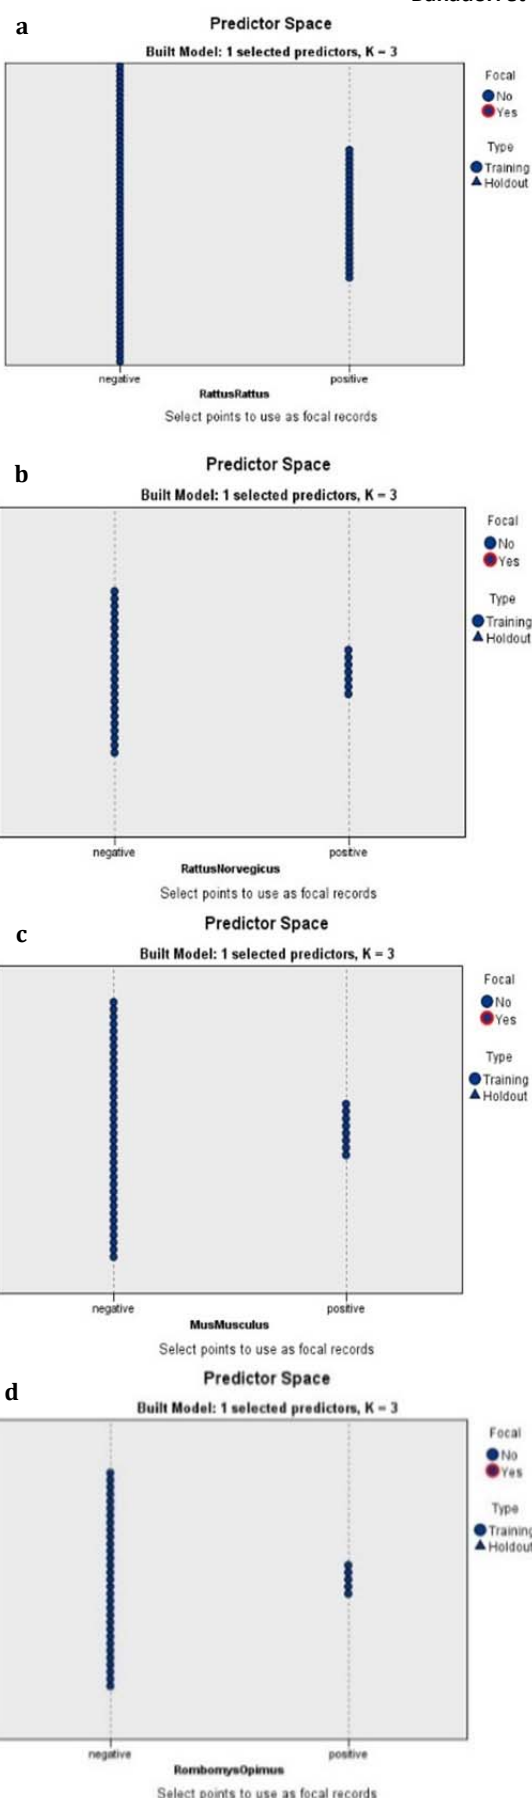 a
Predictor Space
Built Model: 1 selected predictors, K = 3
Focal
No
Yes
Type
Training
Holdout
negative
positive
RattusRattus
Select points to use as focal records
b
Predictor Space
Built Model: 1 selected predictors, K = 3
Focal
No
Yes
Type
Training
Holdout
negative
positive
RattusNorvegicus
Select points to use as focal records
c
Predictor Space
Built Model: 1 selected predictors, K = 3
Focal
No
Yes
Type
Training
Holdout
negative
positive
MusMusculus
Select points to use as focal records
d
Predictor Space
Built Model: 1 selected predictors, K = 3
Focal
No
Yes
Type
Training
Holdout
negative
positive
RombomysOpimus
Select points to use as focal records